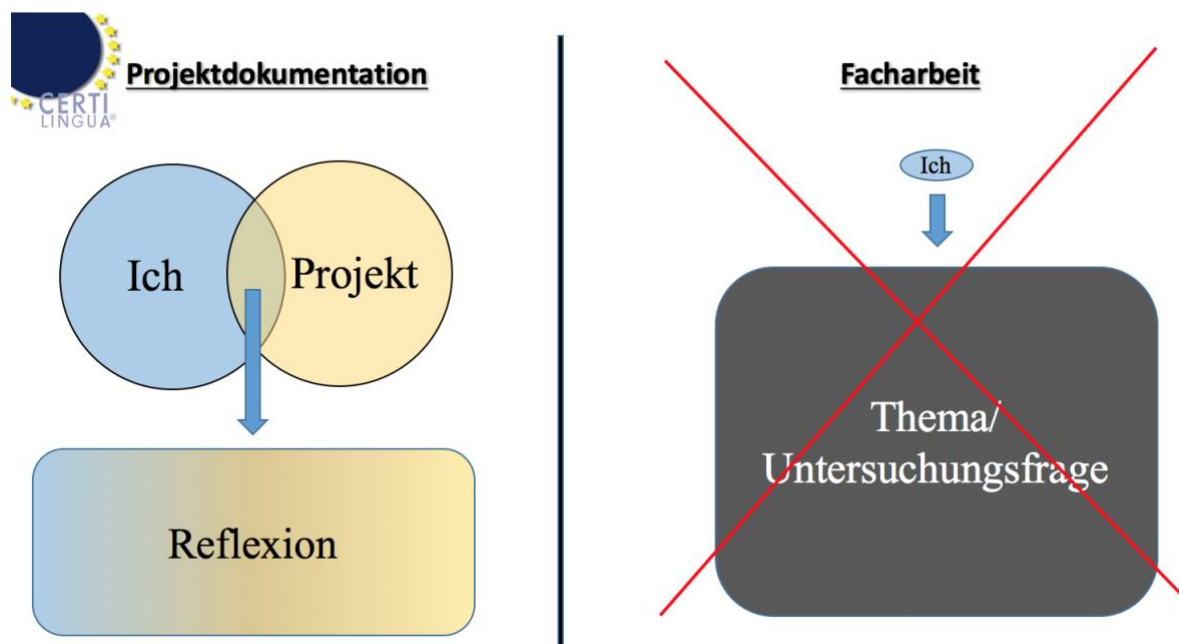 CERTI
LINGUA®
Projektdokumentation
Ich
Projekt
Reflexion
Facharbeit
Ich
Thema/
Untersuchungsfrage